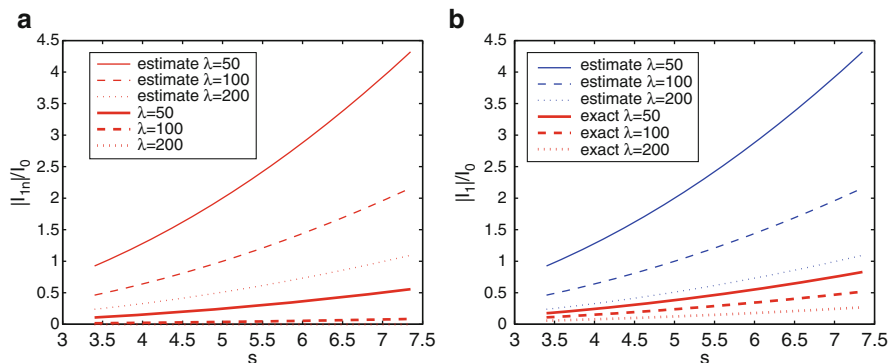 a
4.5
4
3.5
3
2.5
2
1.5
1
0.5
0
|I1n|/I0
estimate λ=50
estimate λ=100
estimate λ=200
λ=50
λ=100
λ=200
3 3.5 4 4.5 5 5.5 6 6.5 7 7.5
s
b
4.5
4
3.5
3
2.5
2
1.5
1
0.5
0
|I1|/I0
estimate λ=50
estimate λ=100
estimate λ=200
exact λ=50
exact λ=100
exact λ=200
3 3.5 4 4.5 5 5.5 6 6.5 7 7.5
s